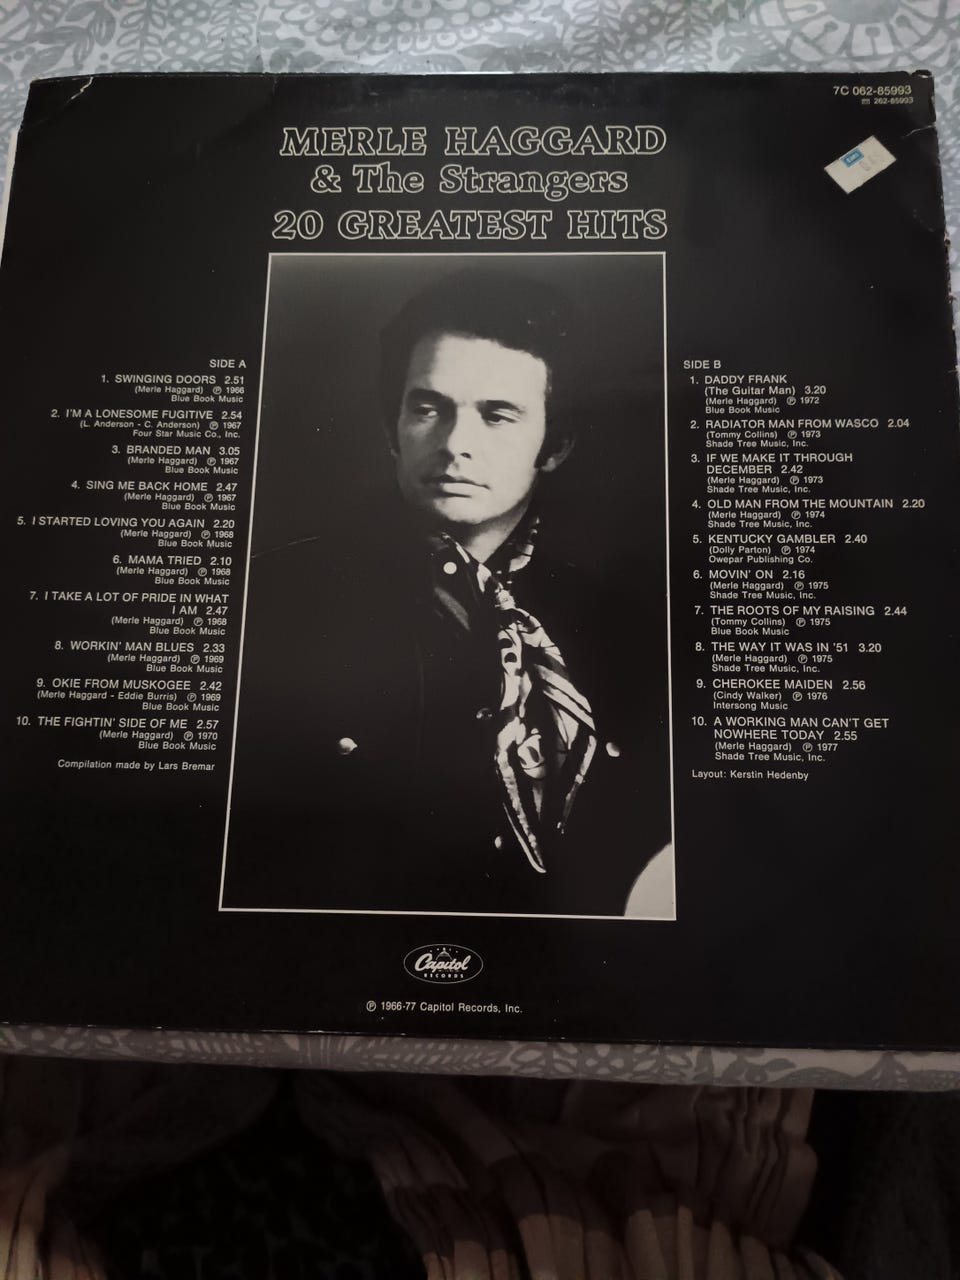 7C 062-85993
262-85993
MERLE HAGGARD
& The Strangers
20 GREATEST HITS
SIDE A
1. SWINGING DOORS 2.51
(Merle Haggard) ℗ 1966
Blue Book Music
2. I'M A LONESOME FUGITIVE 2.54
(L. Anderson - C. Anderson) ℗ 1967
Four Star Music Co., Inc.
3. BRANDED MAN 3.05
(Merle Haggard) ℗ 1967
Blue Book Music
4. SING ME BACK HOME 2.47
(Merle Haggard) ℗ 1967
Blue Book Music
5. I STARTED LOVING YOU AGAIN 2.20
(Merle Haggard) ℗ 1968
Blue Book Music
6. MAMA TRIED 2.10
(Merle Haggard) ℗ 1968
Blue Book Music
7. I TAKE A LOT OF PRIDE IN WHAT
I AM 2.47
(Merle Haggard) ℗ 1968
Blue Book Music
8. WORKIN' MAN BLUES 2.33
(Merle Haggard) ℗ 1969
Blue Book Music
9. OKIE FROM MUSKOGEE 2.42
(Merle Haggard - Eddie Burris) ℗ 1969
Blue Book Music
10. THE FIGHTIN' SIDE OF ME 2.57
(Merle Haggard) ℗ 1970
Blue Book Music
Compilation made by Lars Bremar
SIDE B
1. DADDY FRANK
(The Guitar Man) 3.20
(Merle Haggard) ℗ 1972
Blue Book Music
2. RADIATOR MAN FROM WASCO 2.04
(Tommy Collins) ℗ 1973
Shade Tree Music, Inc.
3. IF WE MAKE IT THROUGH
DECEMBER 2.42
(Merle Haggard) ℗ 1973
Shade Tree Music, Inc.
4. OLD MAN FROM THE MOUNTAIN 2.20
(Merle Haggard) ℗ 1974
Shade Tree Music, Inc.
5. KENTUCKY GAMBLER 2.40
(Dolly Parton) ℗ 1974
Owepar Publishing Co.
6. MOVIN' ON 2.16
(Merle Haggard) ℗ 1975
Shade Tree Music, Inc.
7. THE ROOTS OF MY RAISING 2.44
(Tommy Collins) ℗ 1975
Blue Book Music
8. THE WAY IT WAS IN '51 3.20
(Merle Haggard) ℗ 1975
Shade Tree Music, Inc.
9. CHEROKEE MAIDEN 2.56
(Cindy Walker) ℗ 1976
Intersong Music
10. A WORKING MAN CAN'T GET
NOWHERE TODAY 2.55
(Merle Haggard) ℗ 1977
Shade Tree Music, Inc.
Layout: Kerstin Hedenby
Capitol
RECORDS
℗ 1966-77 Capitol Records, Inc.